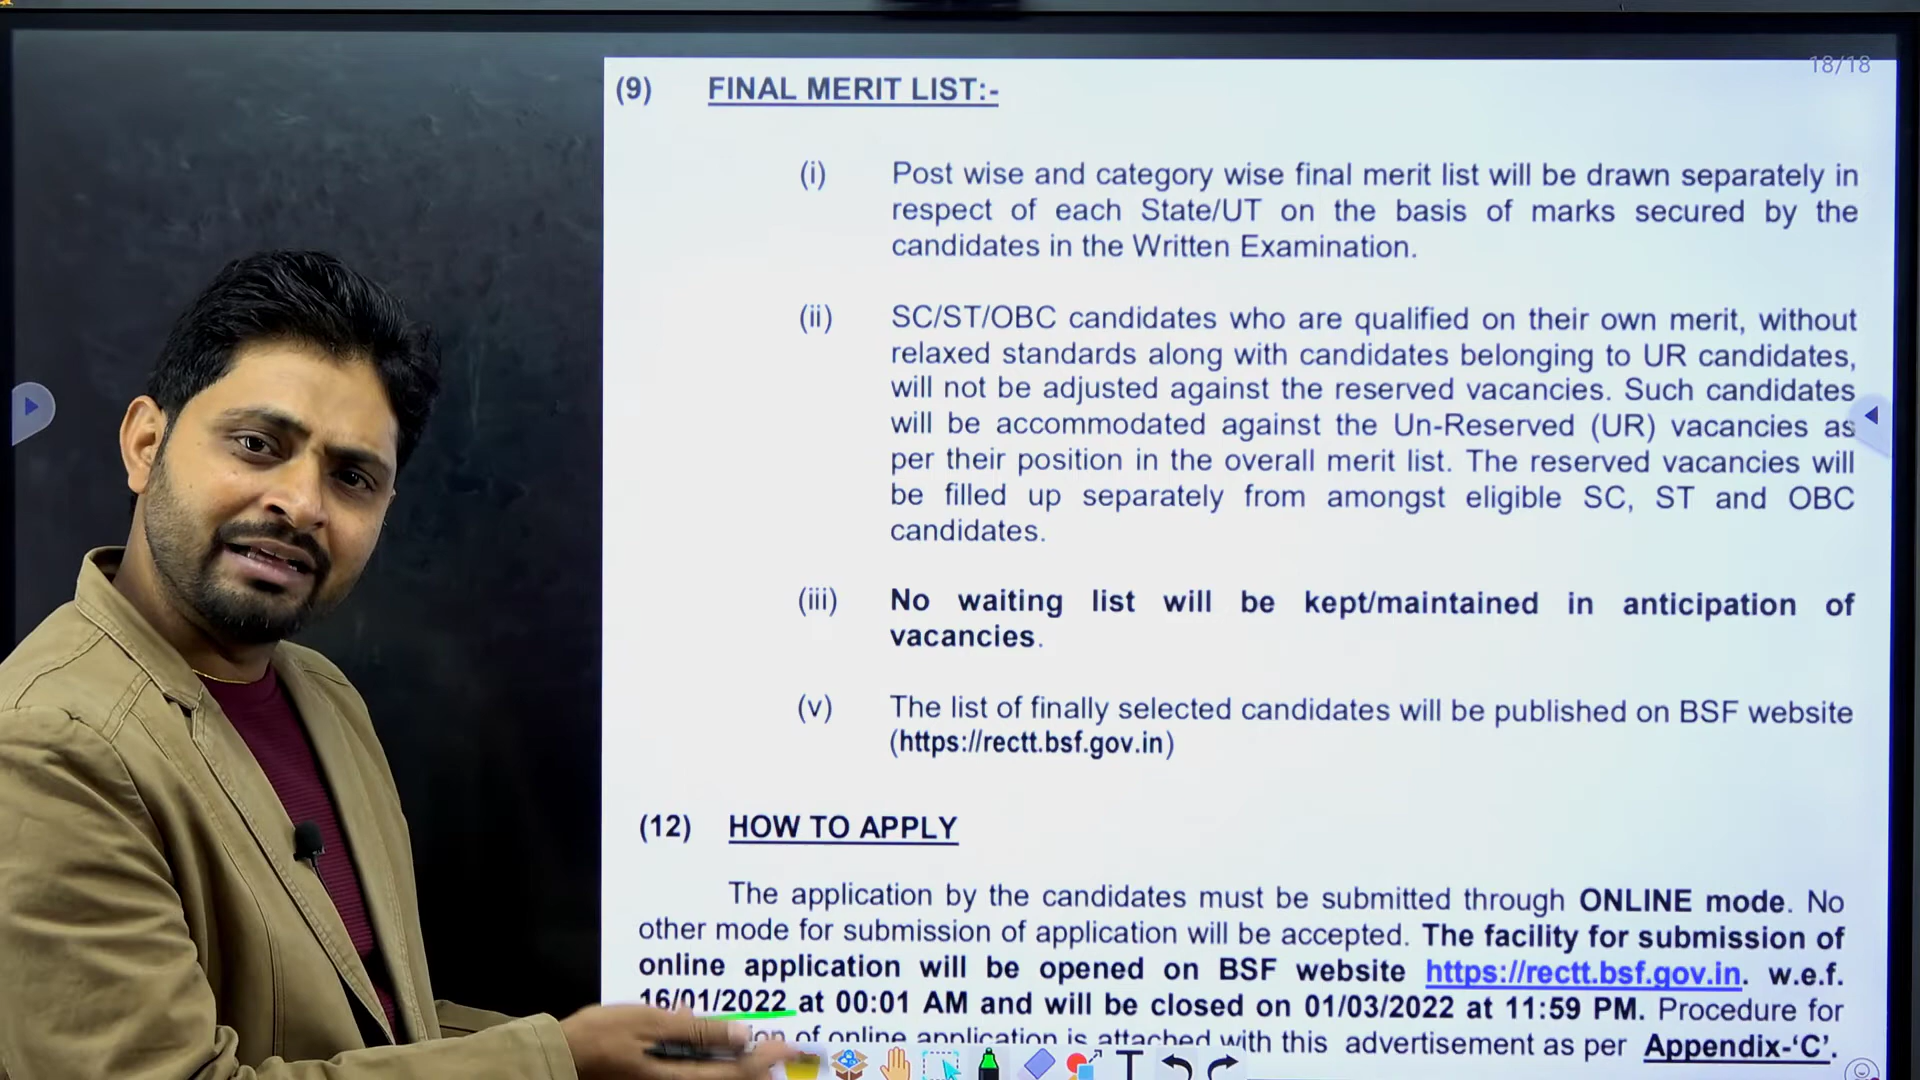 18/18
(9) FINAL MERIT LIST:-
(i) Post wise and category wise final merit list will be drawn separately in
respect of each State/UT on the basis of marks secured by the
candidates in the Written Examination.
(ii) SC/ST/OBC candidates who are qualified on their own merit, without
relaxed standards along with candidates belonging to UR candidates,
will not be adjusted against the reserved vacancies. Such candidates
will be accommodated against the Un-Reserved (UR) vacancies as
per their position in the overall merit list. The reserved vacancies will
be filled up separately from amongst eligible SC, ST and OBC
candidates.
(iii) No waiting list will be kept/maintained in anticipation of
vacancies.
(v) The list of finally selected candidates will be published on BSF website
(https://rectt.bsf.gov.in)
(12) HOW TO APPLY
The application by the candidates must be submitted through ONLINE mode. No
other mode for submission of application will be accepted. The facility for submission of
online application will be opened on BSF website https://rectt.bsf.gov.in. w.e.f.
16/01/2022 at 00:01 AM and will be closed on 01/03/2022 at 11:59 PM. Procedure for
of online application is attached with this advertisement as per Appendix-‘C’.